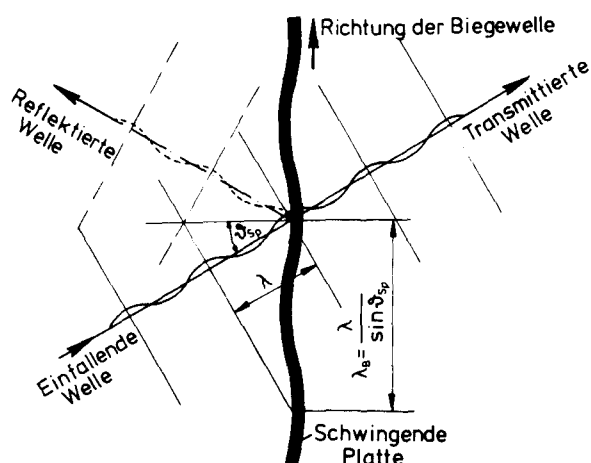 Richtung der Biegewelle
Reflektierte
Welle
Transmittierte
Welle
ϑSp
λ
λB = λ / sin ϑSp
Einfallende
Welle
Schwingende
Platte